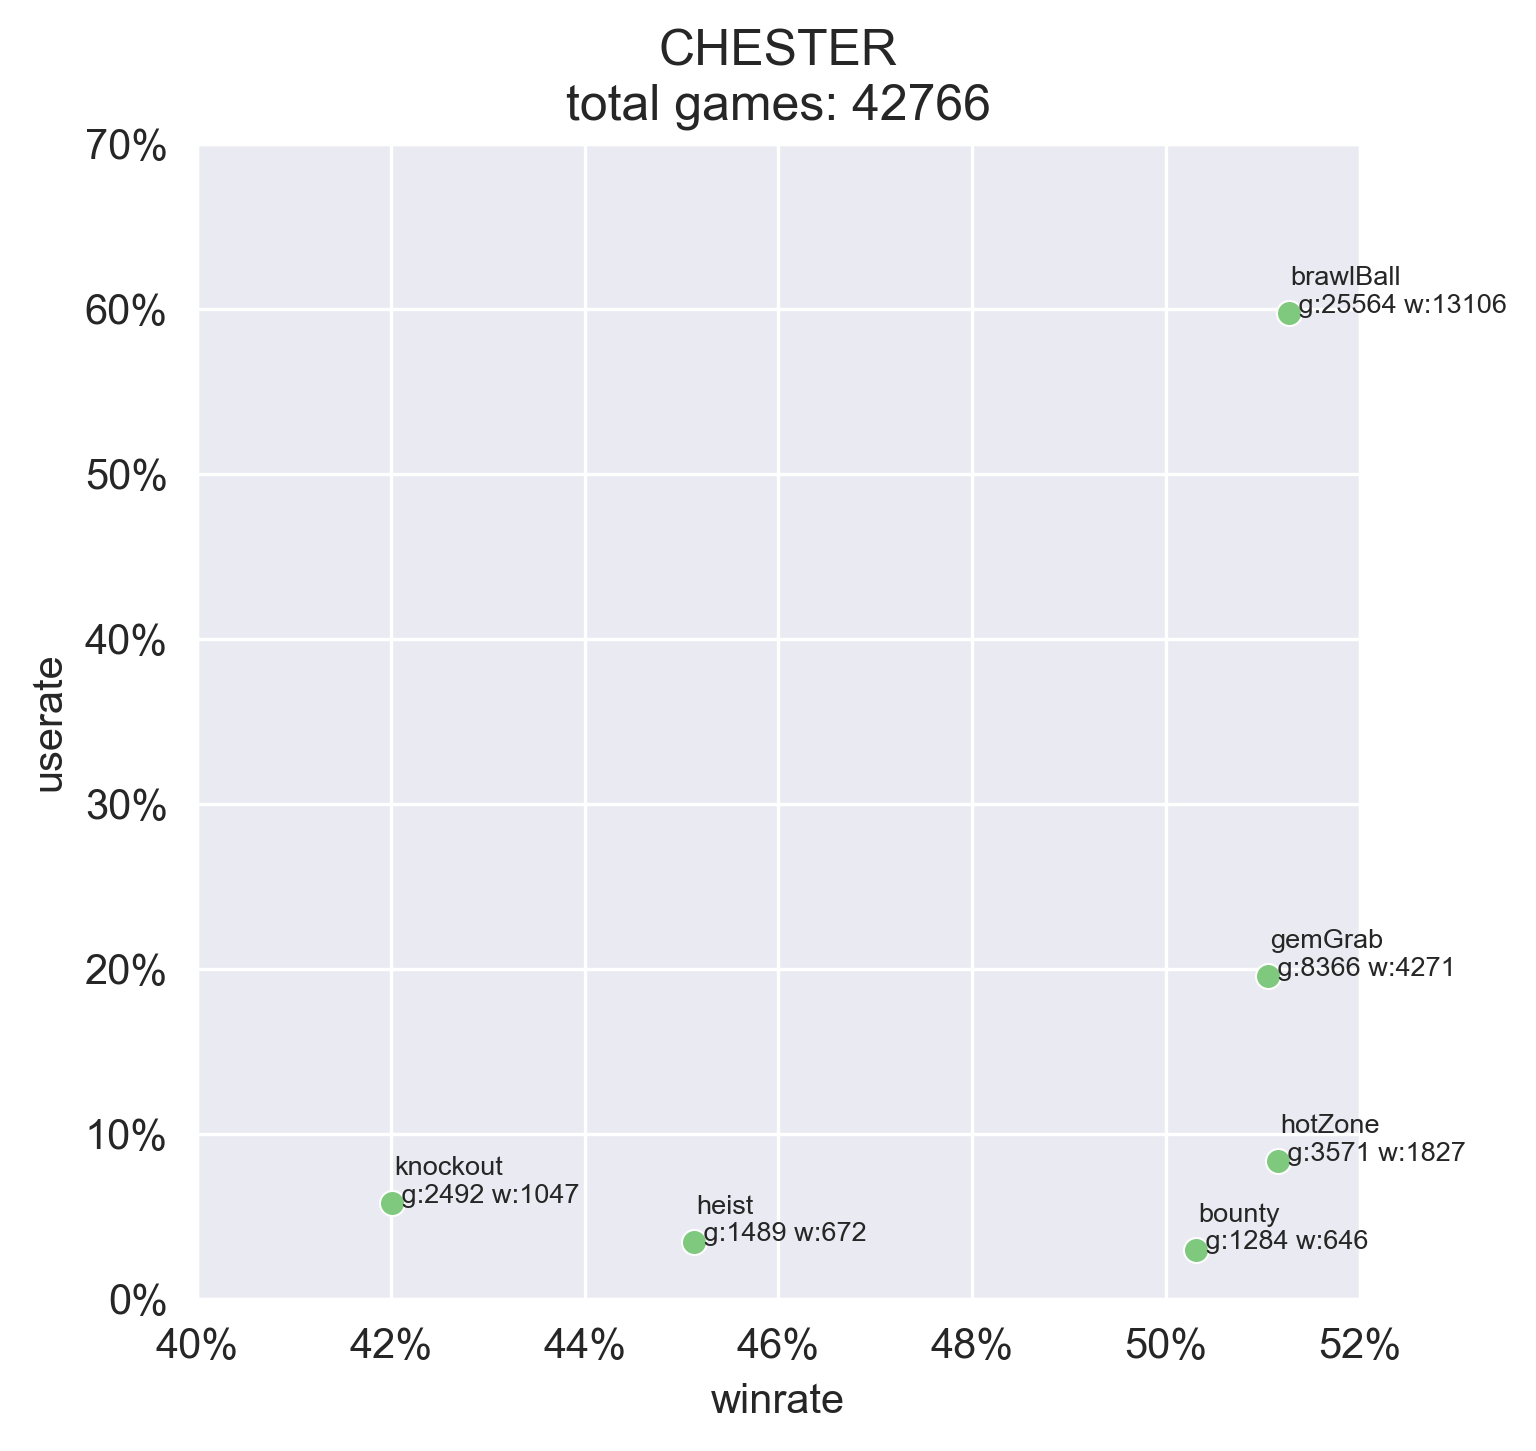 CHESTER
total games: 42766
70%
60%
50%
40%
30%
20%
10%
0%
userate
brawlBall
g:25564 w:13106
gemGrab
g:8366 w:4271
hotZone
g:3571 w:1827
knockout
g:2492 w:1047
heist
g:1489 w:672
bounty
g:1284 w:646
40% 42% 44% 46% 48% 50% 52%
winrate